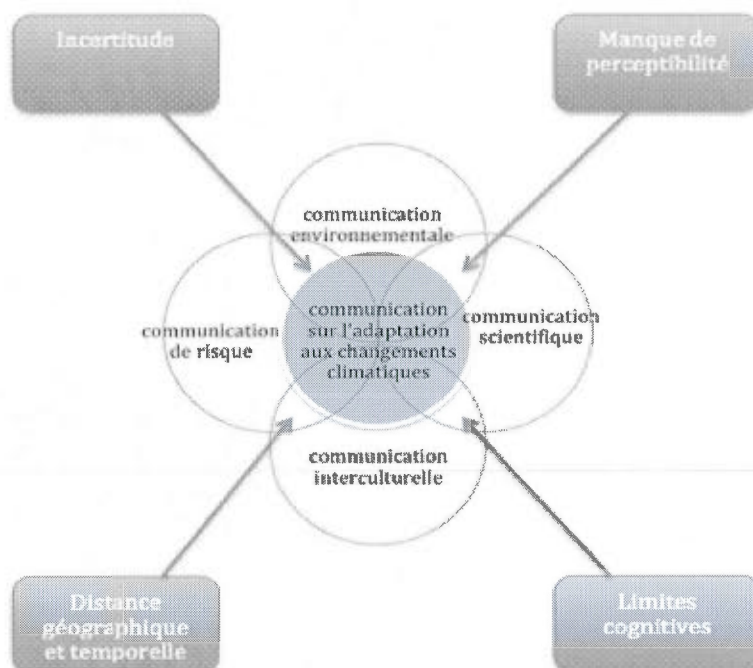 Incertitude
Manque de
perceptibilité
communication
environnementale
communication
de risque
communication
sur l'adaptation
aux changements
climatiques
communication
scientifique
communication
interculturelle
Distance
géographique
et temporelle
Limites
cognitives